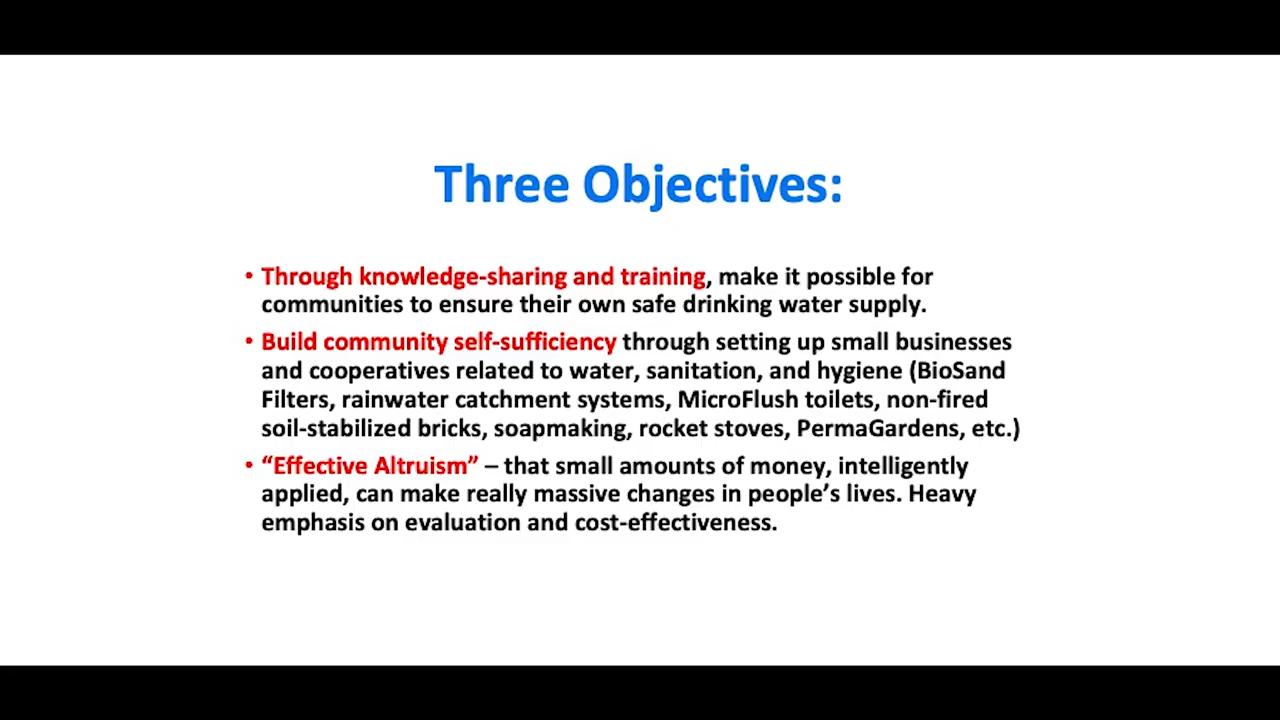 Three Objectives:
• Through knowledge-sharing and training, make it possible for
communities to ensure their own safe drinking water supply.
• Build community self-sufficiency through setting up small businesses
and cooperatives related to water, sanitation, and hygiene (BioSand
Filters, rainwater catchment systems, MicroFlush toilets, non-fired
soil-stabilized bricks, soapmaking, rocket stoves, PermaGardens, etc.)
• “Effective Altruism” – that small amounts of money, intelligently
applied, can make really massive changes in people’s lives. Heavy
emphasis on evaluation and cost-effectiveness.